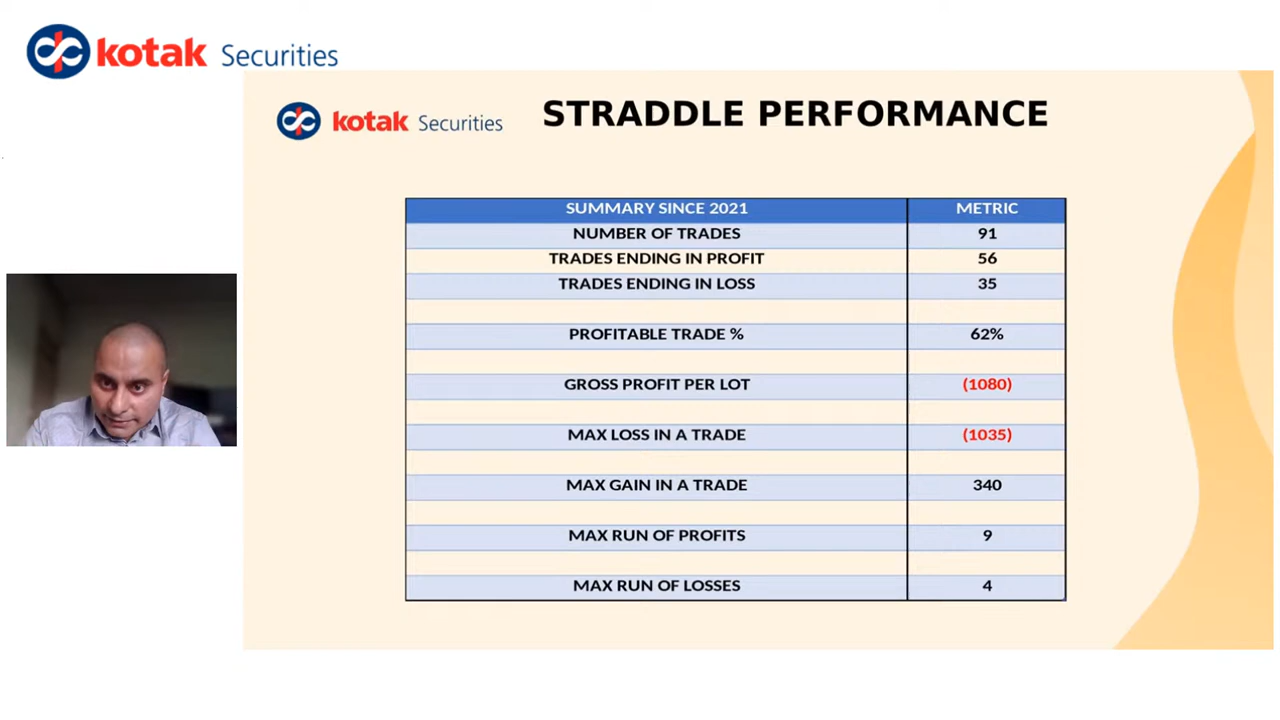 kotak Securities
kotak Securities
STRADDLE PERFORMANCE
SUMMARY SINCE 2021 METRIC
NUMBER OF TRADES 91
TRADES ENDING IN PROFIT 56
TRADES ENDING IN LOSS 35
PROFITABLE TRADE % 62%
GROSS PROFIT PER LOT (1080)
MAX LOSS IN A TRADE (1035)
MAX GAIN IN A TRADE 340
MAX RUN OF PROFITS 9
MAX RUN OF LOSSES 4